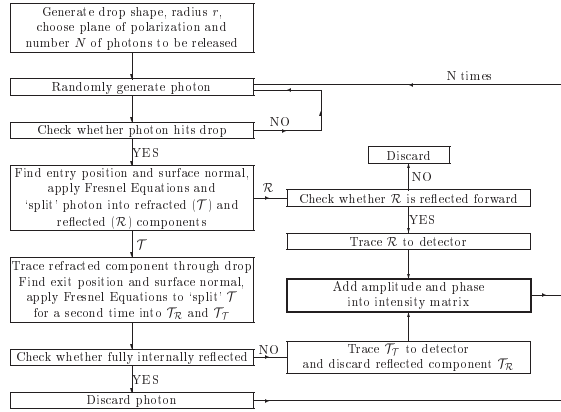 Generate drop shape, radius r,
choose plane of polarization and
number N of photons to be released
N times
Randomly generate photon
NO
Check whether photon hits drop
YES
Discard
NO
Find entry position and surface normal,
apply Fresnel Equations and
'split' photon into refracted (𝒯) and
reflected (ℛ) components
ℛ
Check whether ℛ is reflected forward
YES
Trace ℛ to detector
𝒯
Trace refracted component through drop
Find exit position and surface normal,
apply Fresnel Equations to 'split' 𝒯
for a second time into 𝒯ℛ and 𝒯𝒯
Add amplitude and phase
into intensity matrix
Check whether fully internally reflected
NO
Trace 𝒯𝒯 to detector
and discard reflected component 𝒯ℛ
YES
Discard photon